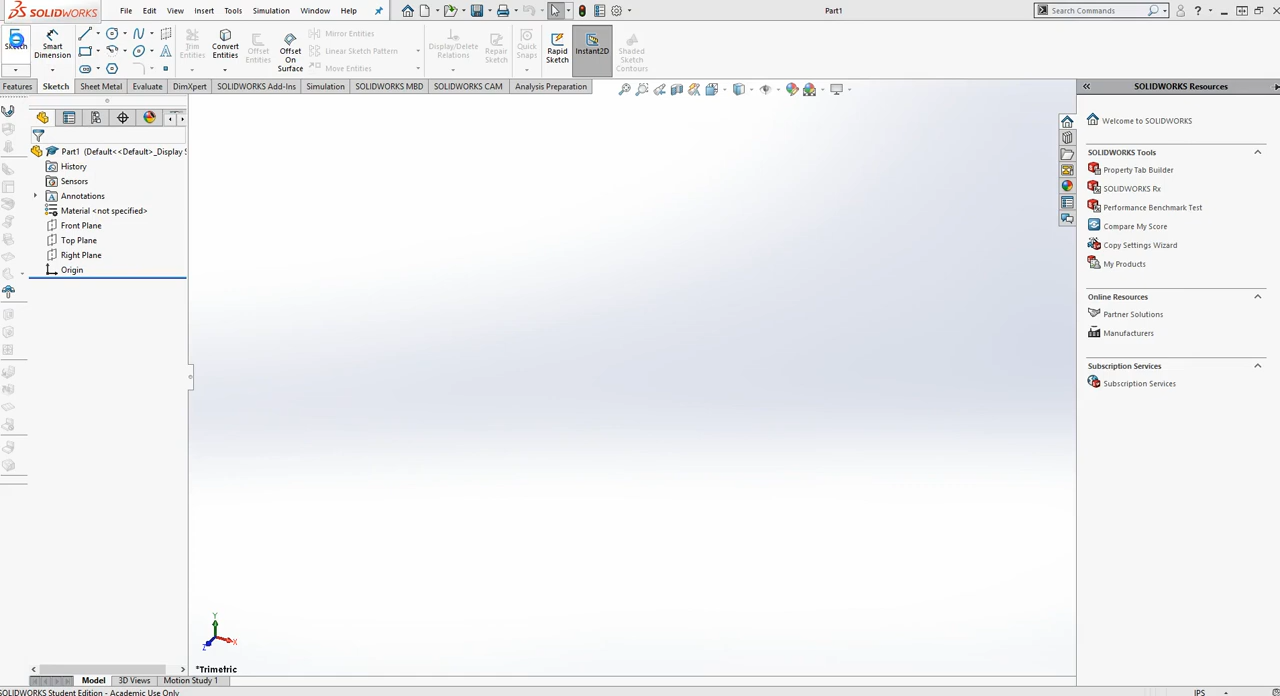 SOLIDWORKS File Edit View Insert Tools Simulation Window Help Part1 Search Commands
Sketch Smart Dimension Trim Entities Convert Entities Offset Entities Offset On Surface Mirror Entities Linear Sketch Pattern Move Entities Display/Delete Relations Repair Sketch Quick Snaps Rapid Sketch Instant2D Shaded Sketch Contours
Features Sketch Sheet Metal Evaluate DimXpert SOLIDWORKS Add-Ins Simulation SOLIDWORKS MBD SOLIDWORKS CAM Analysis Preparation
SOLIDWORKS Resources
Part1 (Default<<Default>_Display S
History
Sensors
Annotations
Material <not specified>
Front Plane
Top Plane
Right Plane
Origin
Welcome to SOLIDWORKS
SOLIDWORKS Tools
Property Tab Builder
SOLIDWORKS Rx
Performance Benchmark Test
Compare My Score
Copy Settings Wizard
My Products
Online Resources
Partner Solutions
Manufacturers
Subscription Services
Subscription Services
Y
X
Z
*Trimetric
Model 3D Views Motion Study 1
SOLIDWORKS Student Edition - Academic Use Only
IPS